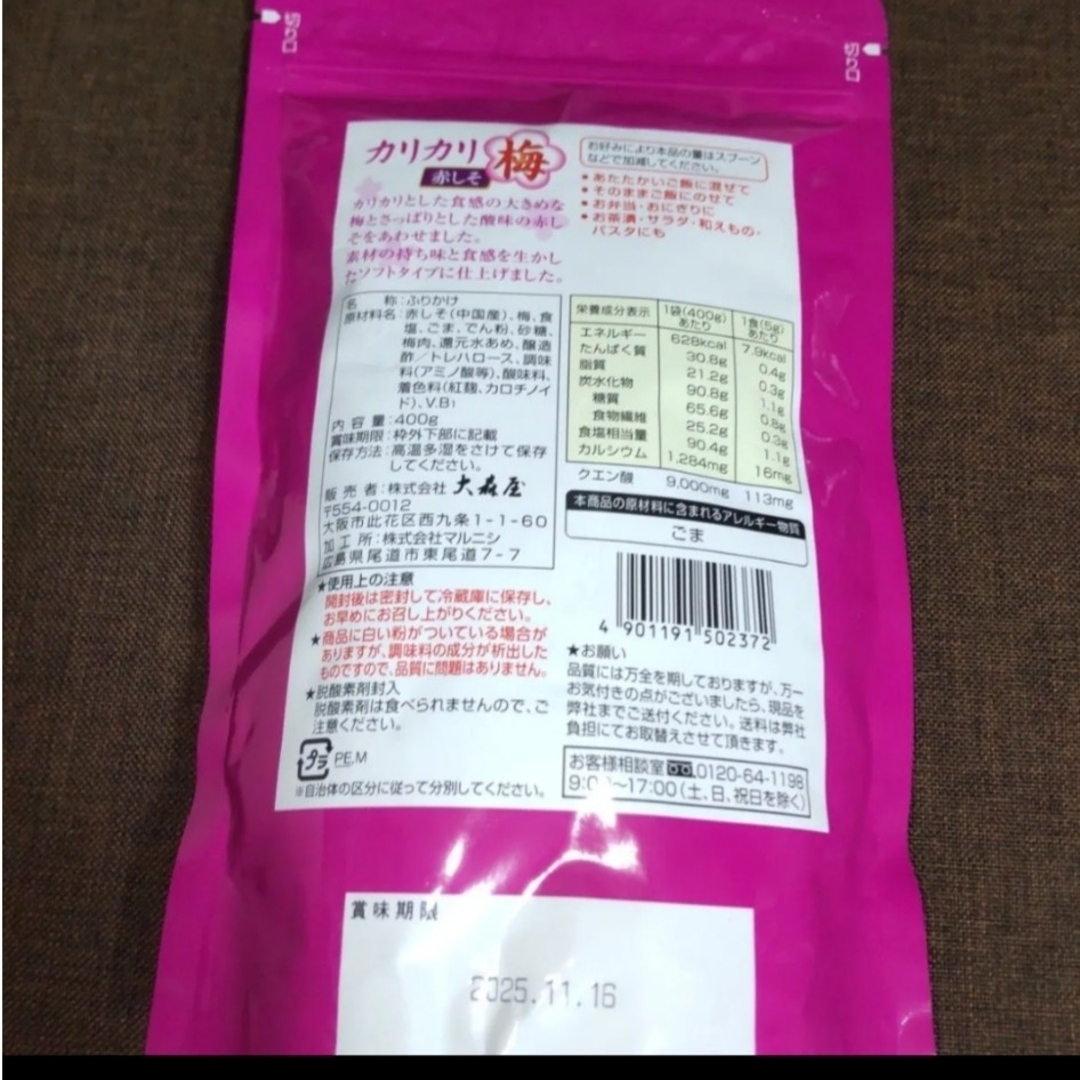 切り口
切り口
カリカリ梅
赤しそ
カリカリとした食感の大きめな
梅とさっぱりとした酸味の赤し
そをあわせました。
素材の持ち味と食感を生かし
たソフトタイプに仕上げました。
お好みにより本品の量はスプーン
などで加減してください。
●あたたかいご飯に混ぜて
●そのままご飯にのせて
●お弁当・おにぎりに
●お茶漬・サラダ・和えもの・
パスタにも
名 称:ふりかけ
原材料名:赤しそ(中国産)、梅、食
塩、ごま、でん粉、砂糖、
梅肉、還元水あめ、醸造
酢/トレハロース、調味
料(アミノ酸等)、酸味料、
着色料(紅麹、カロチノイ
ド)、V.B1
内 容 量:400g
賞味期限:枠外下部に記載
保存方法:高温多湿をさけて保存
してください。
販 売 者:株式会社 大森屋
〒554-0012
大阪市此花区西九条1-1-60
加 工 所:株式会社マルニシ
広島県尾道市東尾道7-7
栄養成分表示 1袋(400g)あたり 1食(5g)あたり
エネルギー 628kcal 7.9kcal
たんぱく質 30.8g 0.4g
脂質 21.2g 0.3g
炭水化物 90.8g 1.1g
糖質 65.6g 0.8g
食物繊維 25.2g 0.3g
食塩相当量 90.4g 1.1g
カルシウム 1,284mg 16mg
クエン酸 9,000mg 113mg
本商品の原材料に含まれるアレルギー物質
ごま
4 901191 502372
★使用上の注意
開封後は密封して冷蔵庫に保存し、
お早めにお召し上がりください。
★商品に白い粉がついている場合が
ありますが、調味料の成分が析出した
ものですので、品質に問題はありません。
★脱酸素剤封入
脱酸素剤は食べられませんので、ご
注意ください。
プラ PE,M
※自治体の区分に従って分別してください。
★お願い
品質には万全を期しておりますが、万一
お気付きの点がございましたら、現品を
弊社までご送付ください。送料は弊社
負担にてお取替えさせて頂きます。
お客様相談室 0120-64-1198
9:00〜17:00(土、日、祝日を除く)
賞味期限
2025.11.16